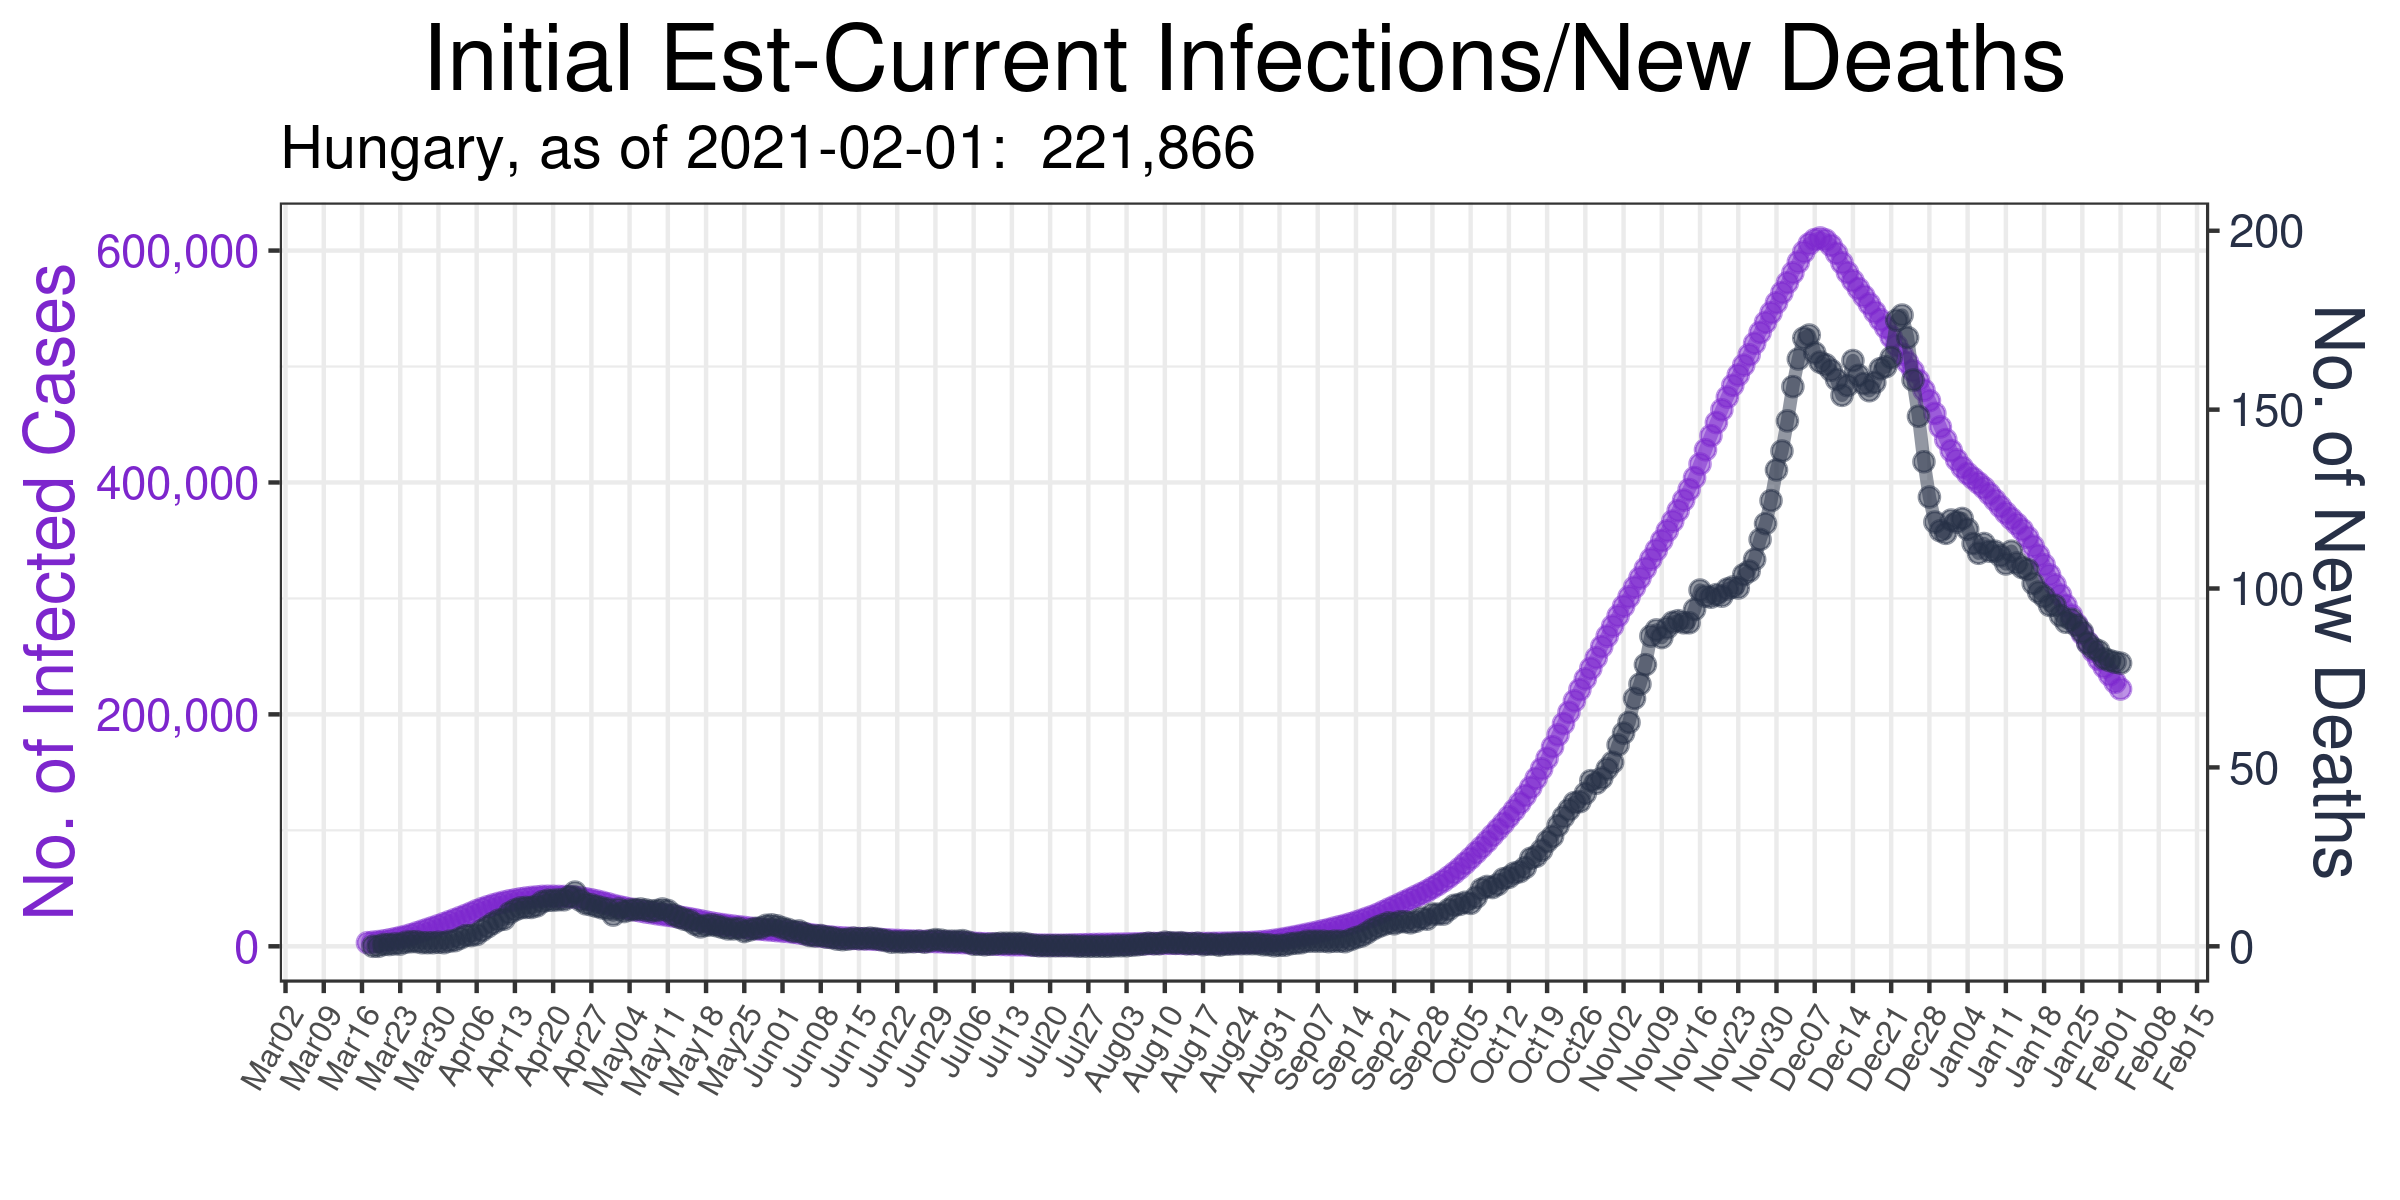 Initial Est-Current Infections/New Deaths
Hungary, as of 2021-02-01: 221,866
No. of Infected Cases
600,000
400,000
200,000
0
200
150
100
50
0
No. of New Deaths
Mar02
Mar09
Mar16
Mar23
Mar30
Apr06
Apr13
Apr20
Apr27
May04
May11
May18
May25
Jun01
Jun08
Jun15
Jun22
Jun29
Jul06
Jul13
Jul20
Jul27
Aug03
Aug10
Aug17
Aug24
Aug31
Sep07
Sep14
Sep21
Sep28
Oct05
Oct12
Oct19
Oct26
Nov02
Nov09
Nov16
Nov23
Nov30
Dec07
Dec14
Dec21
Dec28
Jan04
Jan11
Jan18
Jan25
Feb01
Feb08
Feb15